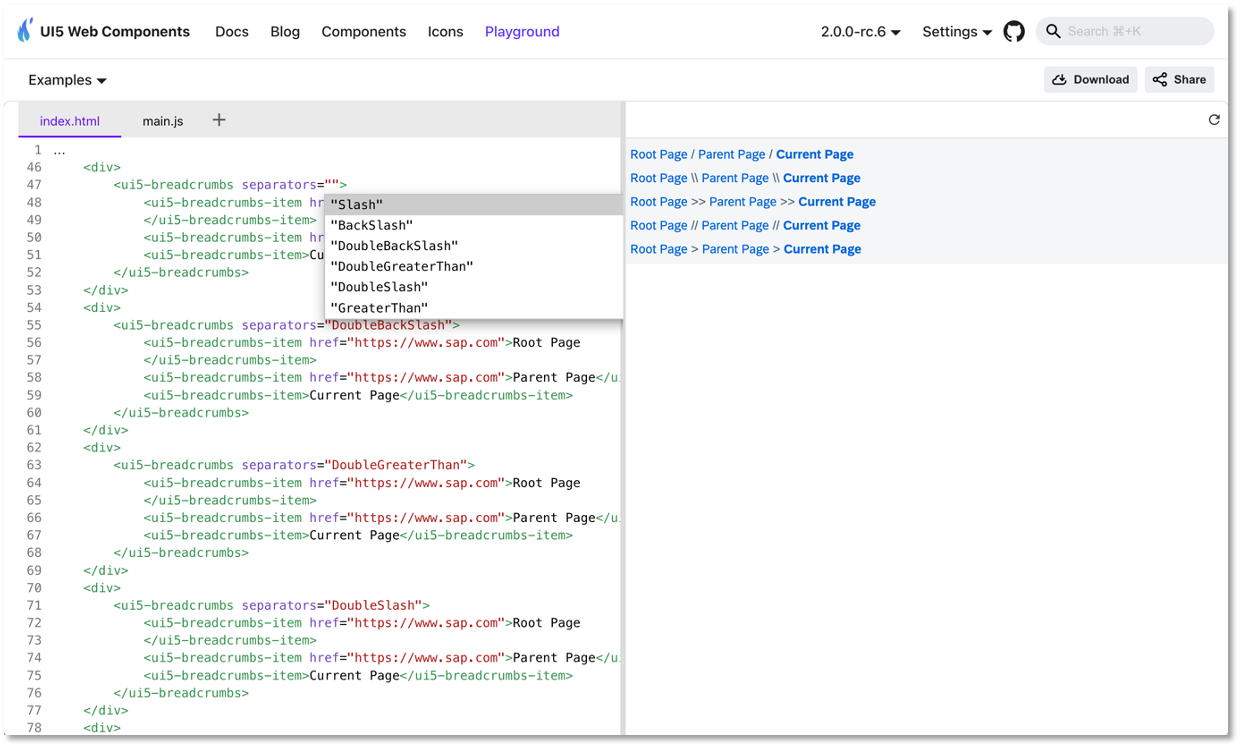 UI5 Web Components Docs Blog Components Icons Playground 2.0.0-rc.6 Settings Search ⌘+K
Examples Download Share
index.html main.js +
1 ...
46 <div>
47 <ui5-breadcrumbs separators="">
48 <ui5-breadcrumbs-item hr
49 </ui5-breadcrumbs-item>
50 <ui5-breadcrumbs-item hr
51 <ui5-breadcrumbs-item>Cu
52 </ui5-breadcrumbs>
53 </div>
54 <div>
55 <ui5-breadcrumbs separators="DoubleBackSlash">
56 <ui5-breadcrumbs-item href="https://www.sap.com">Root Page
57 </ui5-breadcrumbs-item>
58 <ui5-breadcrumbs-item href="https://www.sap.com">Parent Page</ui
59 <ui5-breadcrumbs-item>Current Page</ui5-breadcrumbs-item>
60 </ui5-breadcrumbs>
61 </div>
62 <div>
63 <ui5-breadcrumbs separators="DoubleGreaterThan">
64 <ui5-breadcrumbs-item href="https://www.sap.com">Root Page
65 </ui5-breadcrumbs-item>
66 <ui5-breadcrumbs-item href="https://www.sap.com">Parent Page</ui
67 <ui5-breadcrumbs-item>Current Page</ui5-breadcrumbs-item>
68 </ui5-breadcrumbs>
69 </div>
70 <div>
71 <ui5-breadcrumbs separators="DoubleSlash">
72 <ui5-breadcrumbs-item href="https://www.sap.com">Root Page
73 </ui5-breadcrumbs-item>
74 <ui5-breadcrumbs-item href="https://www.sap.com">Parent Page</ui
75 <ui5-breadcrumbs-item>Current Page</ui5-breadcrumbs-item>
76 </ui5-breadcrumbs>
77 </div>
78 <div>
"Slash"
"BackSlash"
"DoubleBackSlash"
"DoubleGreaterThan"
"DoubleSlash"
"GreaterThan"
Root Page / Parent Page / Current Page
Root Page \\ Parent Page \\ Current Page
Root Page >> Parent Page >> Current Page
Root Page // Parent Page // Current Page
Root Page > Parent Page > Current Page